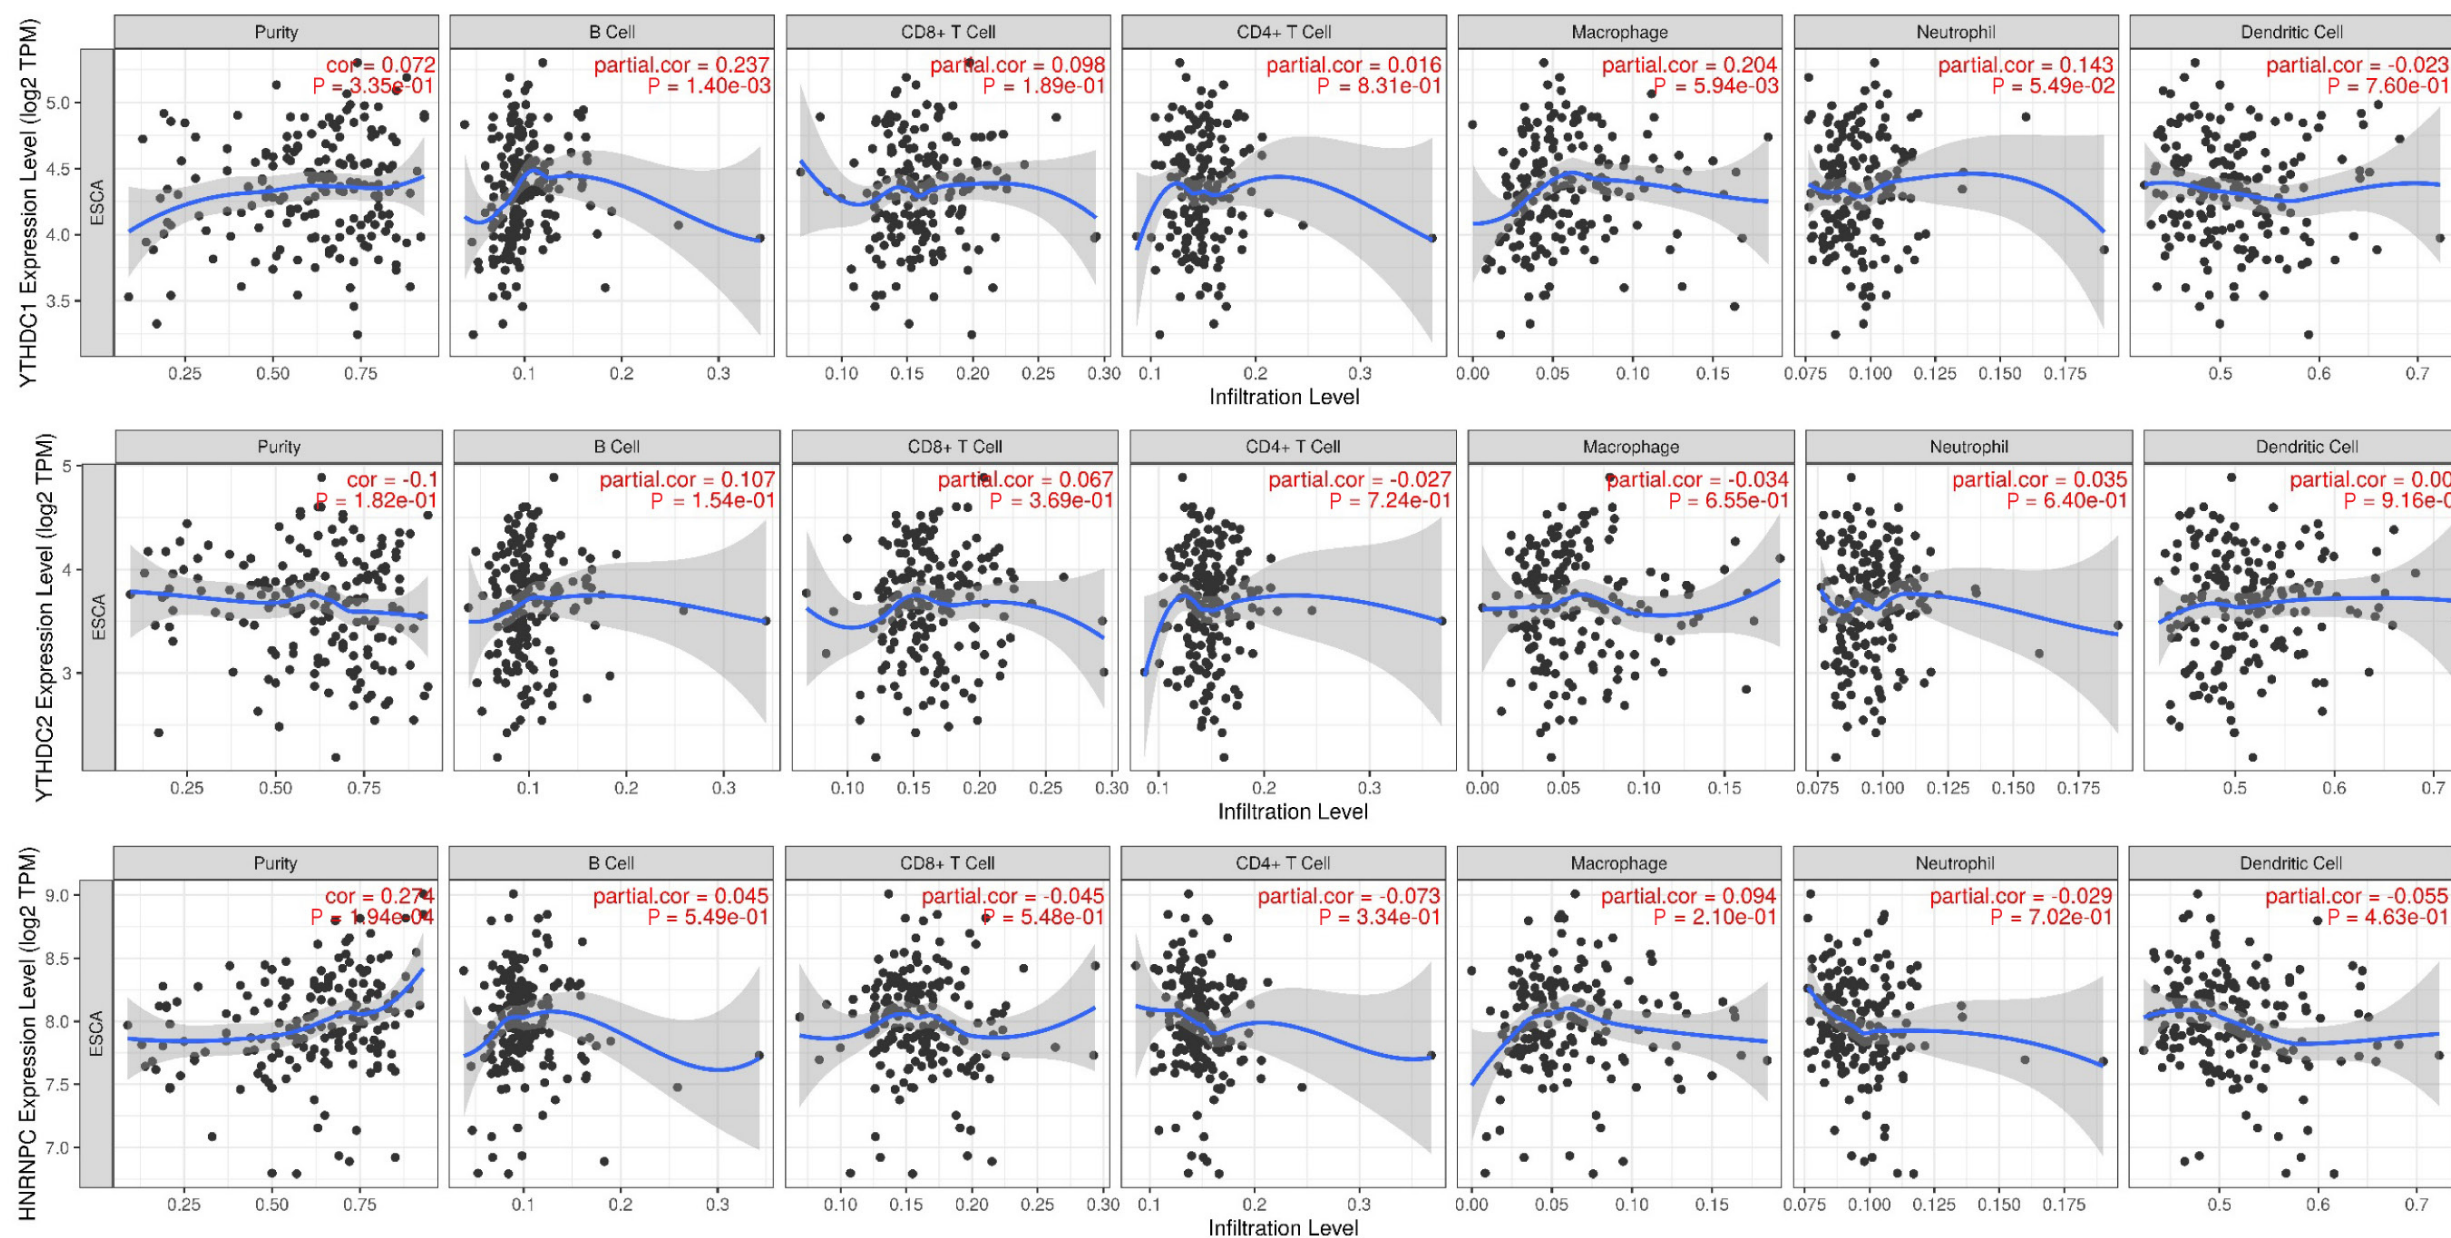 Purity B Cell CD8+ T Cell CD4+ T Cell Macrophage Neutrophil Dendritic Cell
cor = 0.072 partial.cor = 0.237 partial.cor = 0.098 partial.cor = 0.016 partial.cor = 0.204 partial.cor = 0.143 partial.cor = -0.023
P = 3.35e-01 P = 1.40e-03 P = 1.89e-01 P = 8.31e-01 P = 5.94e-03 P = 5.49e-02 P = 7.60e-01
YTHDC1 Expression Level (log2 TPM)
ESCA
5.0
4.5
4.0
3.5
0.25 0.50 0.75 0.1 0.2 0.3 0.10 0.15 0.20 0.25 0.30 0.1 0.2 0.3 0.00 0.05 0.10 0.15 0.075 0.100 0.125 0.150 0.175 0.5 0.6 0.7
Infiltration Level
Purity B Cell CD8+ T Cell CD4+ T Cell Macrophage Neutrophil Dendritic Cell
cor = -0.1 partial.cor = 0.107 partial.cor = 0.067 partial.cor = -0.027 partial.cor = -0.034 partial.cor = 0.035 partial.cor = 0.00
P = 1.82e-01 P = 1.54e-01 P = 3.69e-01 P = 7.24e-01 P = 6.55e-01 P = 6.40e-01 P = 9.16e-0
YTHDC2 Expression Level (log2 TPM)
ESCA
5
4
3
0.25 0.50 0.75 0.1 0.2 0.3 0.10 0.15 0.20 0.25 0.30 0.1 0.2 0.3 0.00 0.05 0.10 0.15 0.075 0.100 0.125 0.150 0.175 0.5 0.6 0.7
Infiltration Level
Purity B Cell CD8+ T Cell CD4+ T Cell Macrophage Neutrophil Dendritic Cell
cor = 0.274 partial.cor = 0.045 partial.cor = -0.045 partial.cor = -0.073 partial.cor = 0.094 partial.cor = -0.029 partial.cor = -0.055
P = 1.94e-04 P = 5.49e-01 P = 5.48e-01 P = 3.34e-01 P = 2.10e-01 P = 7.02e-01 P = 4.63e-01
HNRNPC Expression Level (log2 TPM)
ESCA
9.0
8.5
8.0
7.5
7.0
0.25 0.50 0.75 0.1 0.2 0.3 0.10 0.15 0.20 0.25 0.30 0.1 0.2 0.3 0.00 0.05 0.10 0.15 0.075 0.100 0.125 0.150 0.175 0.5 0.6 0.7
Infiltration Level